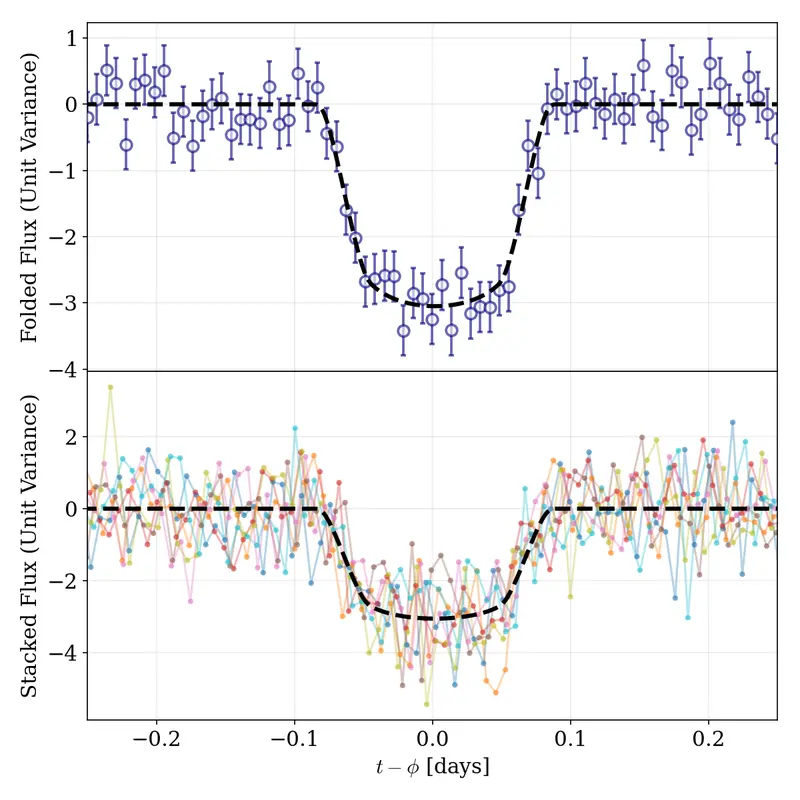 Folded Flux (Unit Variance)
1
0
−1
−2
−3
−4
Stacked Flux (Unit Variance)
2
0
−2
−4
−0.2 −0.1 0.0 0.1 0.2
t − ϕ [days]